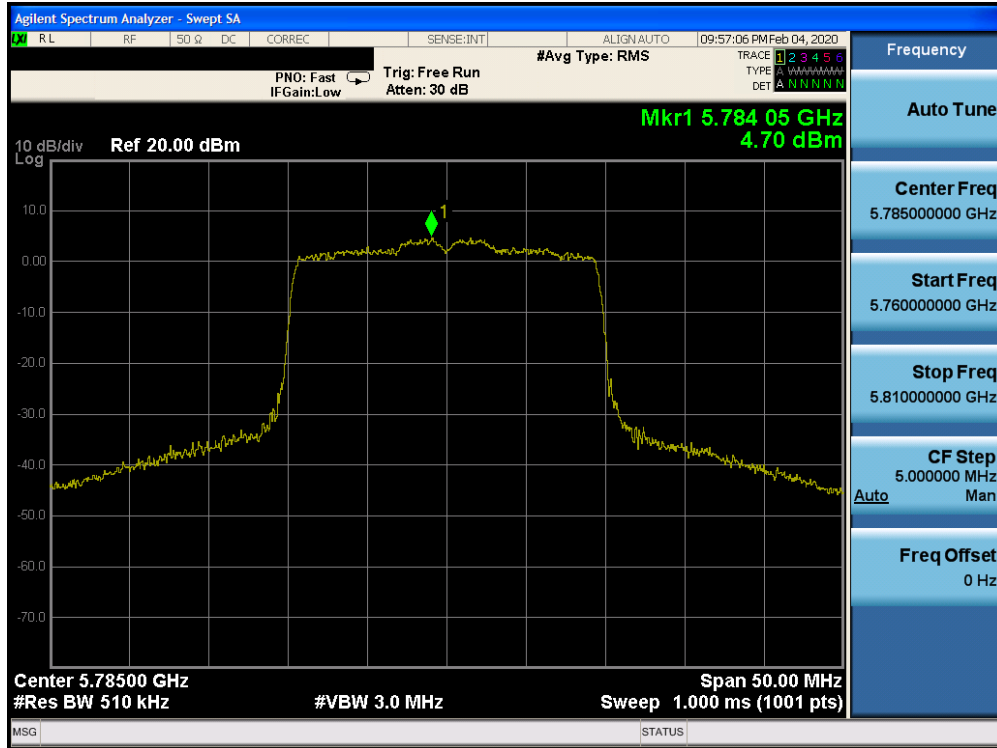 Agilent Spectrum Analyzer - Swept SA
LXI RL RF 50 Ω DC CORREC SENSE:INT ALIGN AUTO 09:57:06 PM Feb 04, 2020
Frequency
#Avg Type: RMS
TRACE 1 2 3 4 5 6
PNO: Fast Trig: Free Run
TYPE A WWWWW
IFGain:Low Atten: 30 dB
DET A N N N N N
Mkr1 5.784 05 GHz
4.70 dBm
10 dB/div Ref 20.00 dBm
Log
1
10.0
0.00
-10.0
-20.0
-30.0
-40.0
-50.0
-60.0
-70.0
Center 5.78500 GHz Span 50.00 MHz
#Res BW 510 kHz #VBW 3.0 MHz Sweep 1.000 ms (1001 pts)
MSG STATUS
Auto Tune
Center Freq
5.785000000 GHz
Start Freq
5.760000000 GHz
Stop Freq
5.810000000 GHz
CF Step
5.000000 MHz
Auto Man
Freq Offset
0 Hz